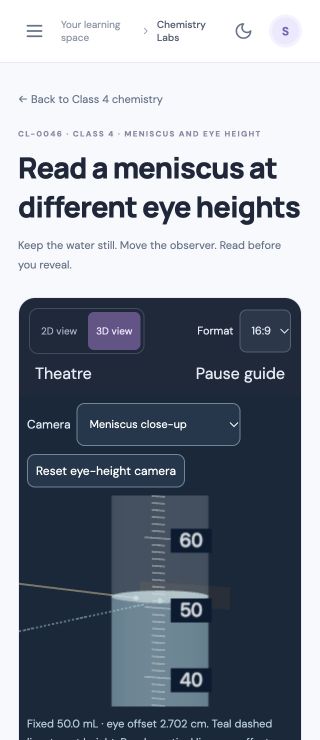 Your learning space
Chemistry Labs
S
← Back to Class 4 chemistry
CL-0046 · CLASS 4 · MENISCUS AND EYE HEIGHT
Read a meniscus at
different eye heights
Keep the water still. Move the observer. Read before
you reveal.
2D view
3D view
Format
16:9
Theatre
Pause guide
Camera
Meniscus close-up
Reset eye-height camera
60
50
40
Fixed 50.0 mL · eye offset 2.702 cm. Teal dashed